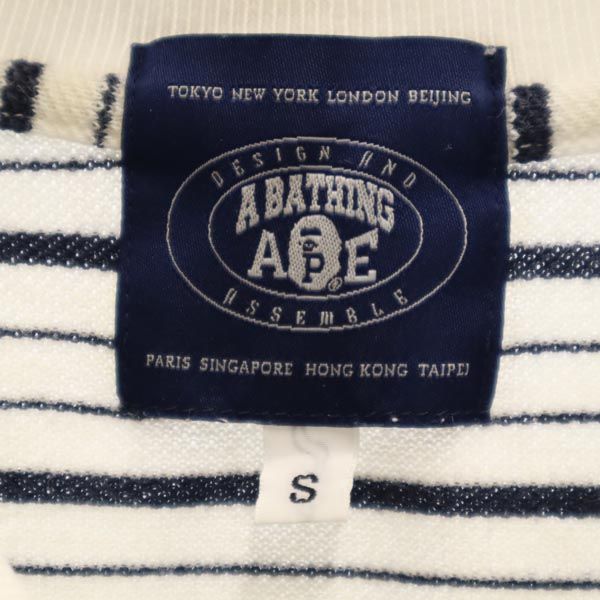 TOKYO NEW YORK LONDON BEIJING
DESIGN AND
A BATHING
APE
®
ASSEMBLE
PARIS SINGAPORE HONG KONG TAIPEI
S